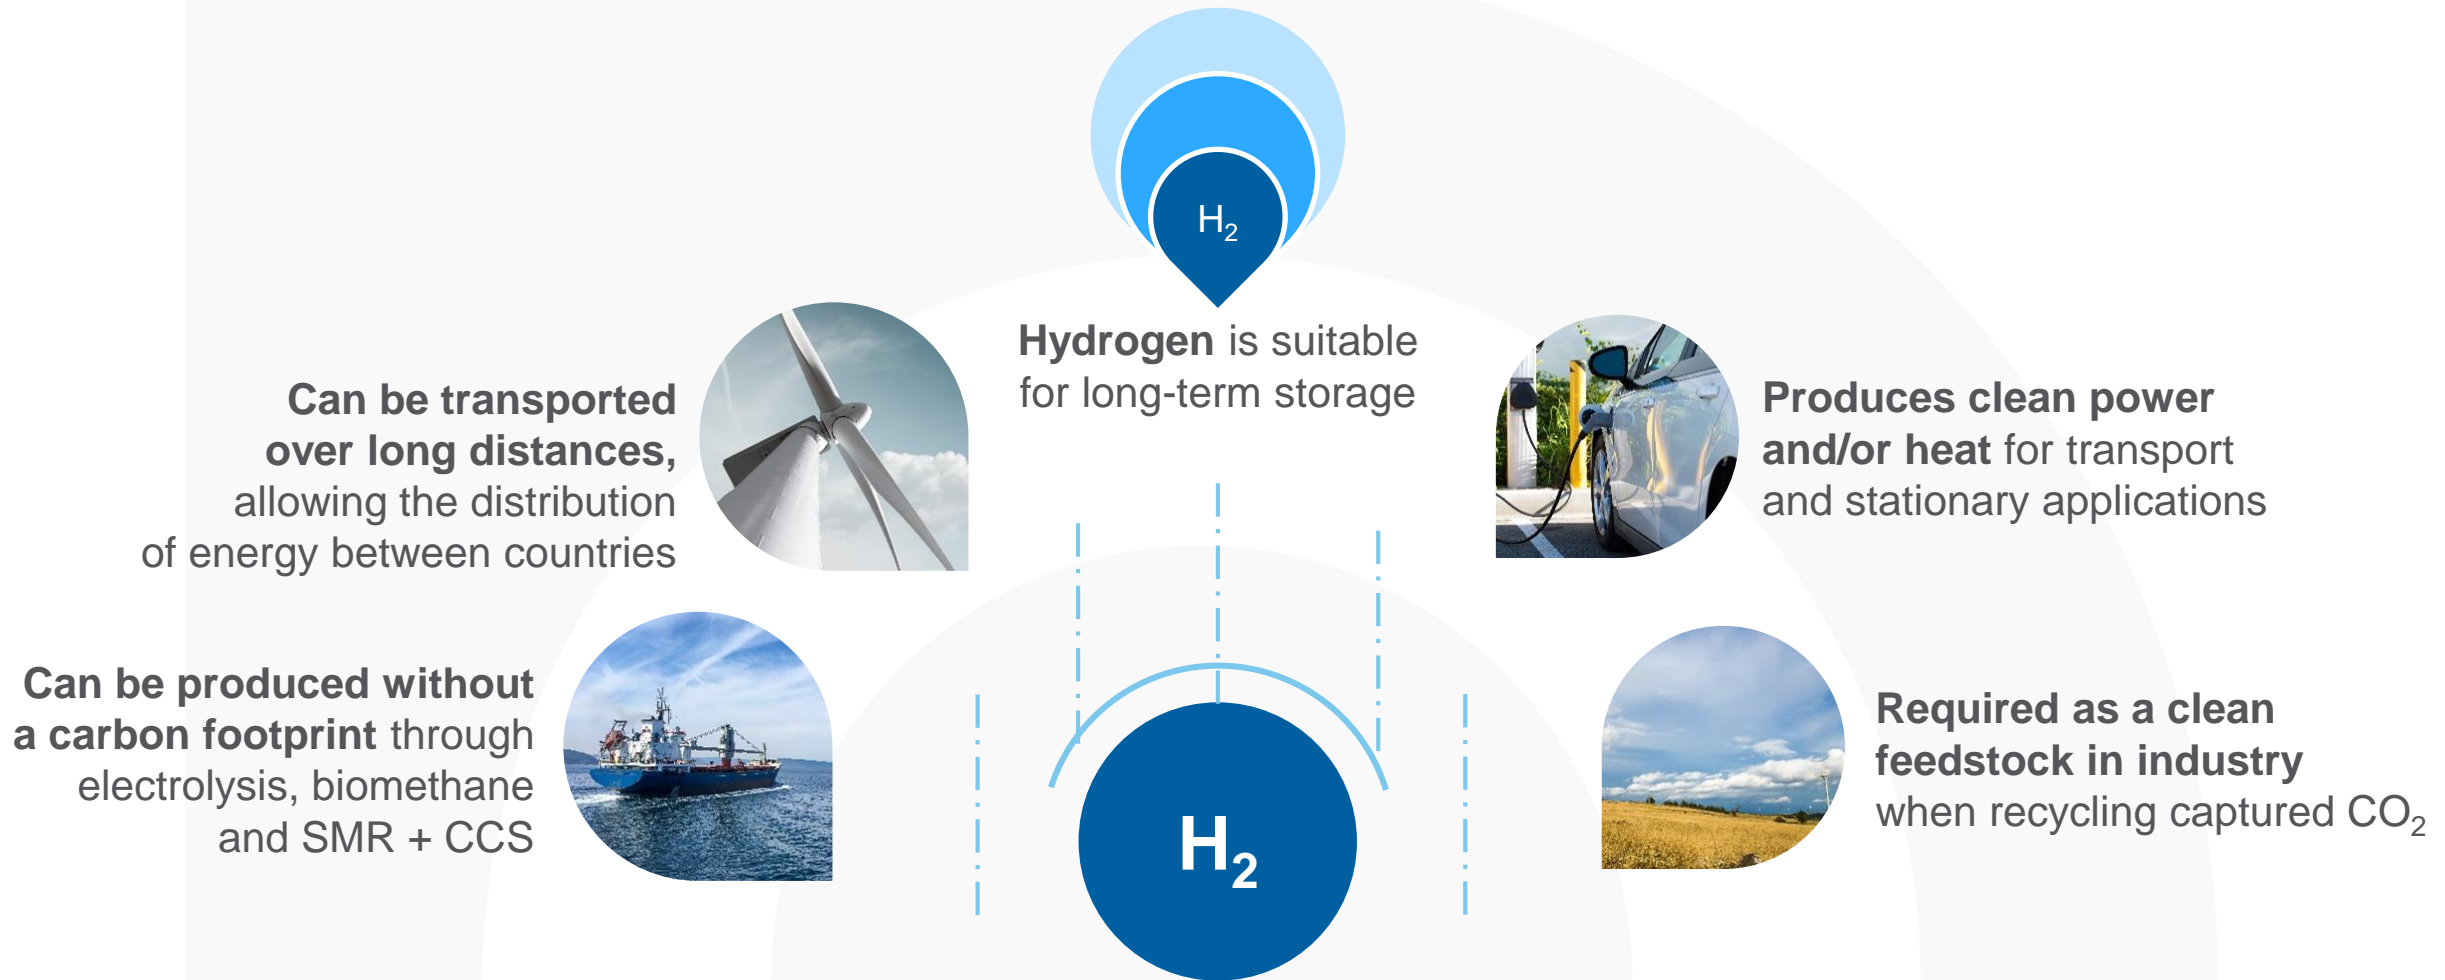 H₂
Hydrogen is suitable
for long-term storage
Can be transported
over long distances,
allowing the distribution
of energy between countries
Produces clean power
and/or heat for transport
and stationary applications
Can be produced without
a carbon footprint through
electrolysis, biomethane
and SMR + CCS
Required as a clean
feedstock in industry
when recycling captured CO₂
H₂